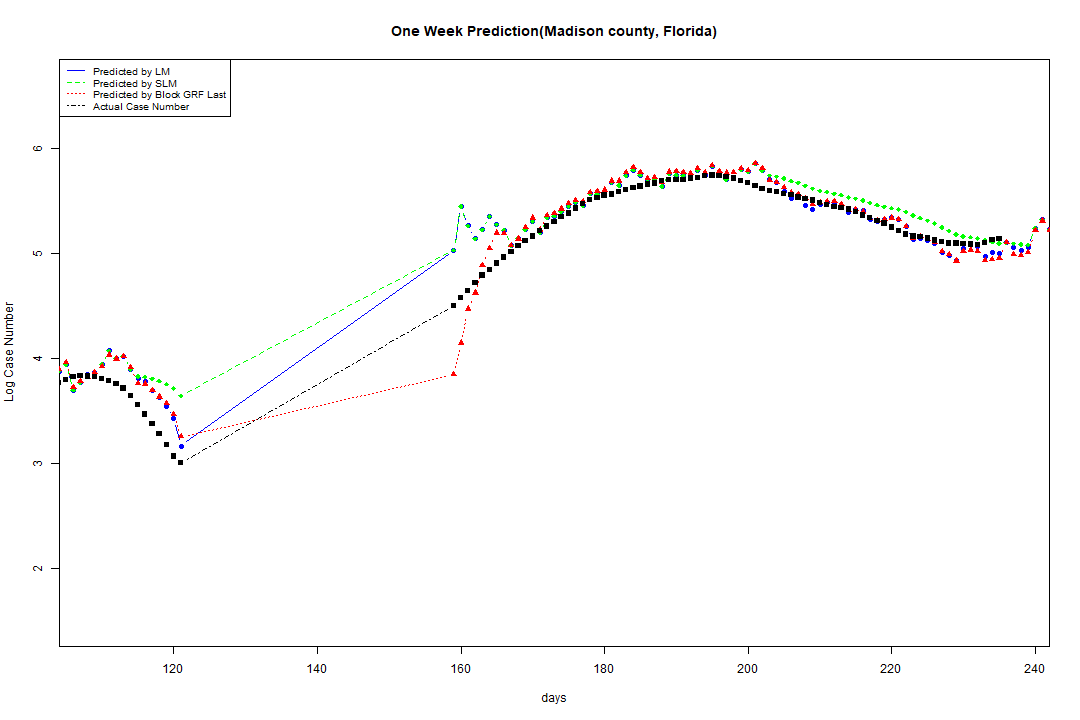 One Week Prediction(Madison county, Florida)
Predicted by LM
Predicted by SLM
Predicted by Block GRF Last
Actual Case Number
Log Case Number
6
5
4
3
2
120 140 160 180 200 220 240
days